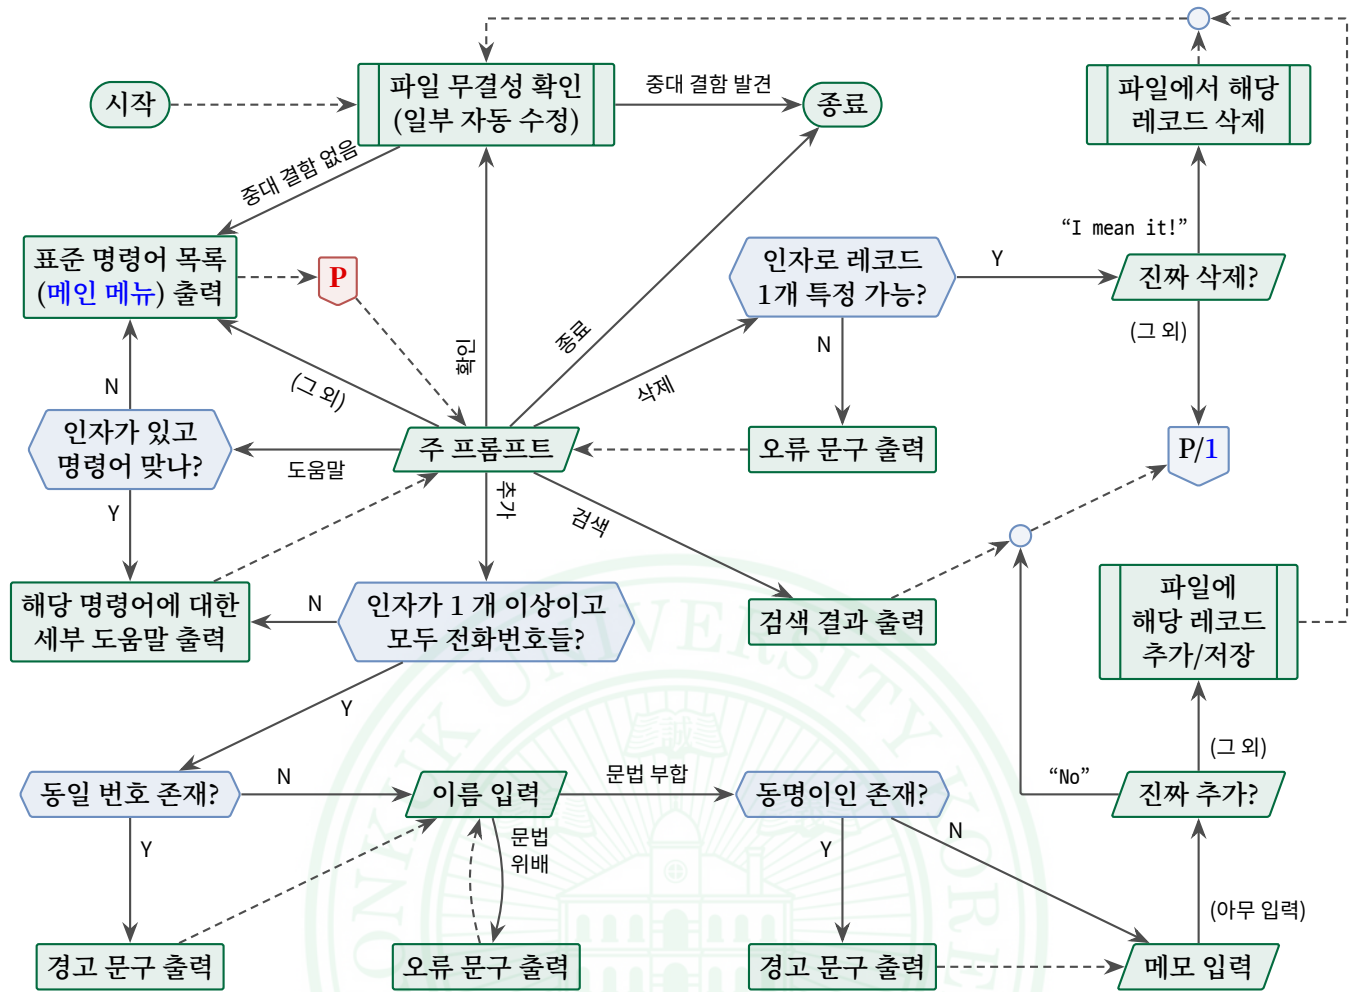 시작
파일 무결성 확인
(일부 자동 수정)
중대 결함 발견
종료
파일에서 해당
레코드 삭제
중대 결함 없음
“I mean it!”
표준 명령어 목록
(메인 메뉴) 출력
P
인자로 레코드
1개 특정 가능?
Y
진짜 삭제?
확인
종료
삭제
N
(그 외)
N
(그 외)
인자가 있고
명령어 맞나?
도움말
주 프롬프트
오류 문구 출력
P/1
Y
추가
검색
해당 명령어에 대한
세부 도움말 출력
N
인자가 1 개 이상이고
모두 전화번호들?
검색 결과 출력
파일에
해당 레코드
추가/저장
Y
(그 외)
동일 번호 존재?
N
이름 입력
문법 부합
동명이인 존재?
“No”
진짜 추가?
Y
문법
위배
Y
N
(아무 입력)
경고 문구 출력
오류 문구 출력
경고 문구 출력
메모 입력
UNIVERSITY